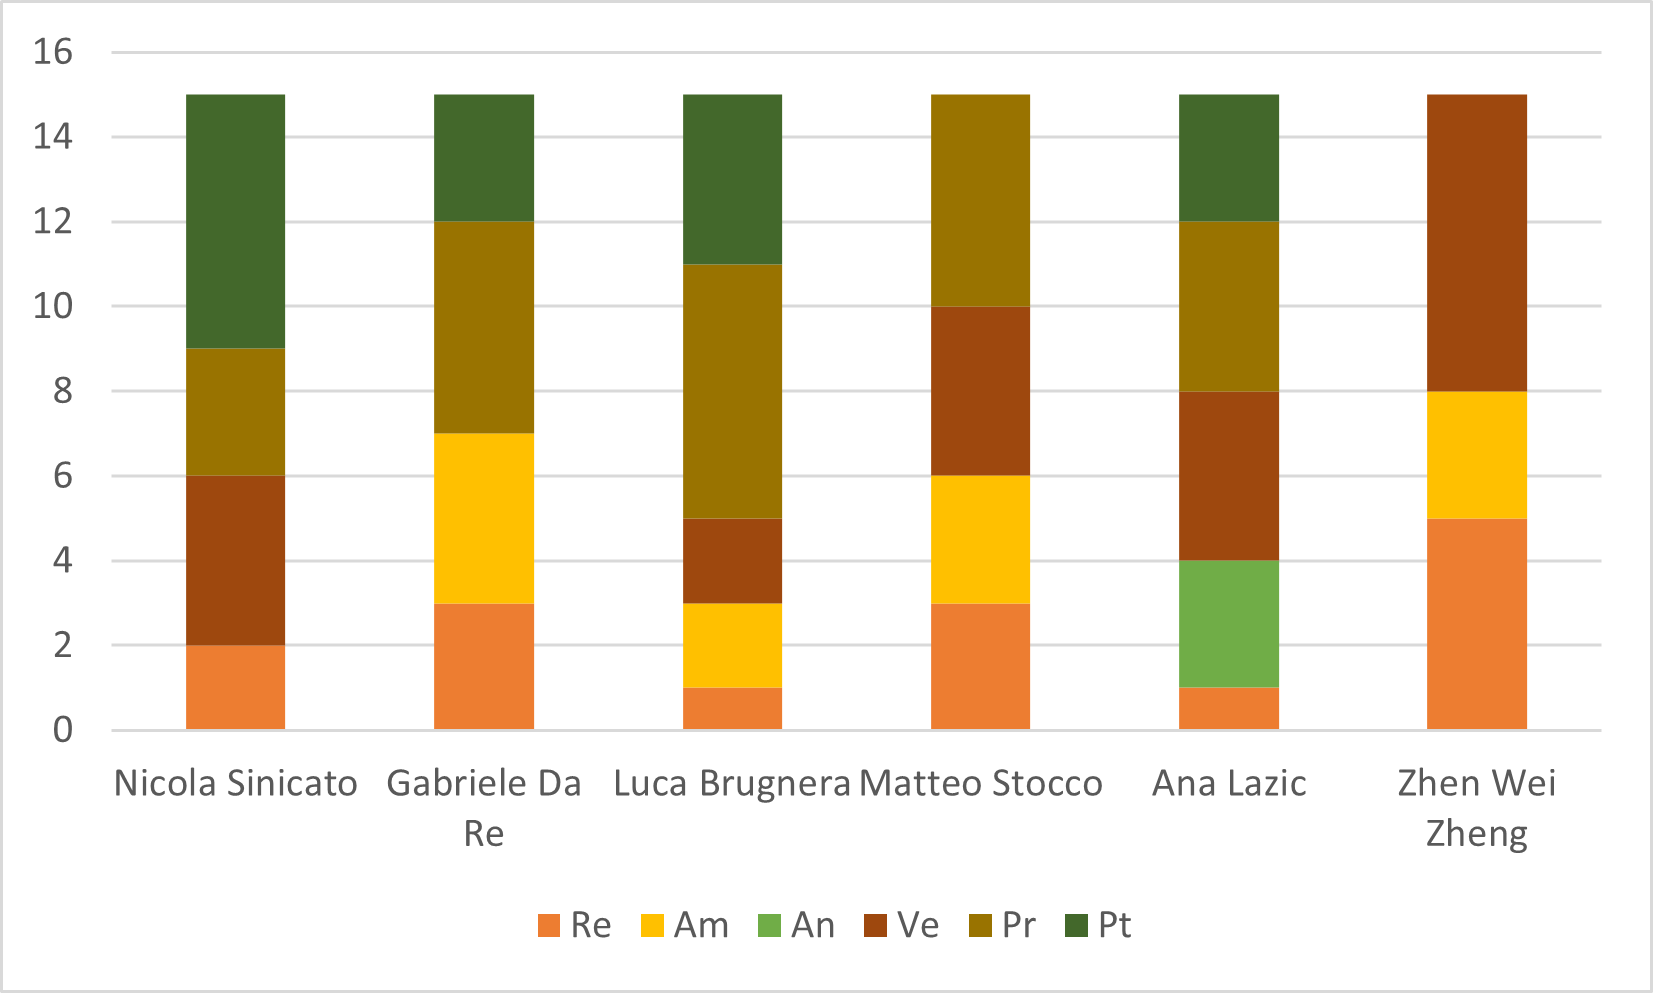 16
14
12
10
8
6
4
2
0
Nicola Sinicato
Gabriele Da
Re
Luca Brugnera
Matteo Stocco
Ana Lazic
Zhen Wei
Zheng
Re Am An Ve Pr Pt